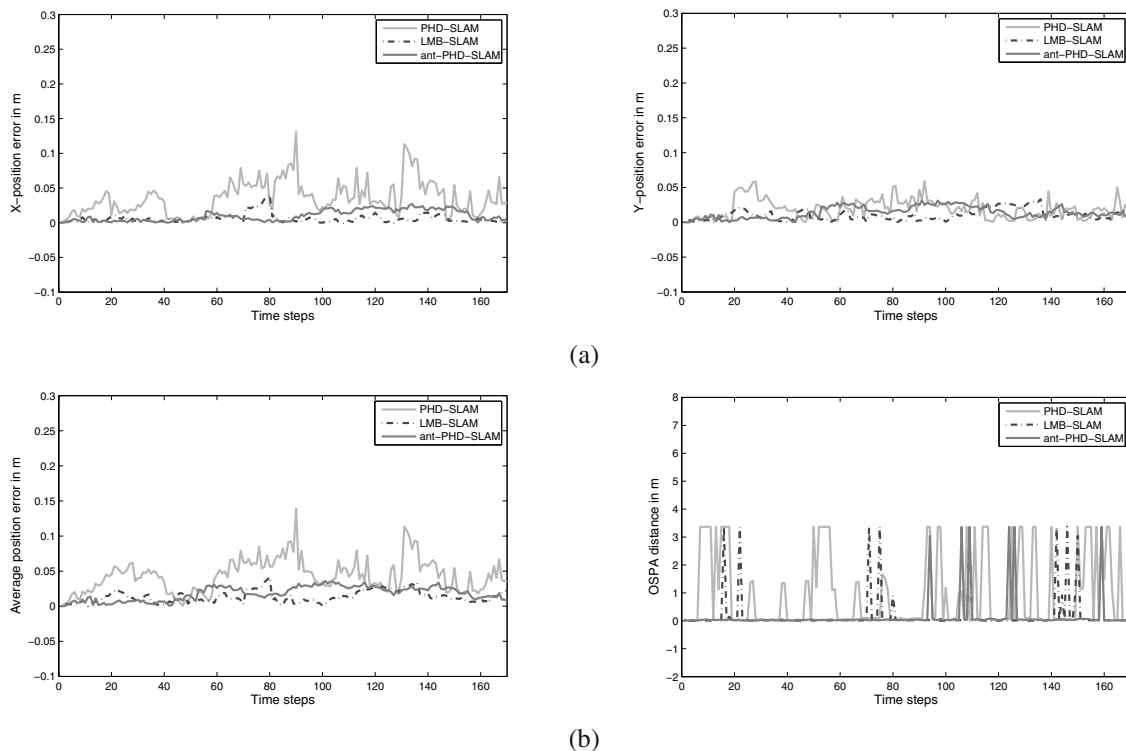 0.3
0.25
0.2
0.15
0.1
0.05
0
−0.05
−0.1
X−position error in m
0 20 40 60 80 100 120 140 160
Time steps
PHD−SLAM
LMB−SLAM
ant−PHD−SLAM
0.3
0.25
0.2
0.15
0.1
0.05
0
−0.05
−0.1
Y−position error in m
0 20 40 60 80 100 120 140 160
Time steps
PHD−SLAM
LMB−SLAM
ant−PHD−SLAM
(a)
0.3
0.25
0.2
0.15
0.1
0.05
0
−0.05
−0.1
Average position error in m
0 20 40 60 80 100 120 140 160
Time steps
PHD−SLAM
LMB−SLAM
ant−PHD−SLAM
8
7
6
5
4
3
2
1
0
−1
−2
OSPA distance in m
0 20 40 60 80 100 120 140 160
Time steps
PHD−SLAM
LMB−SLAM
ant−PHD−SLAM
(b)